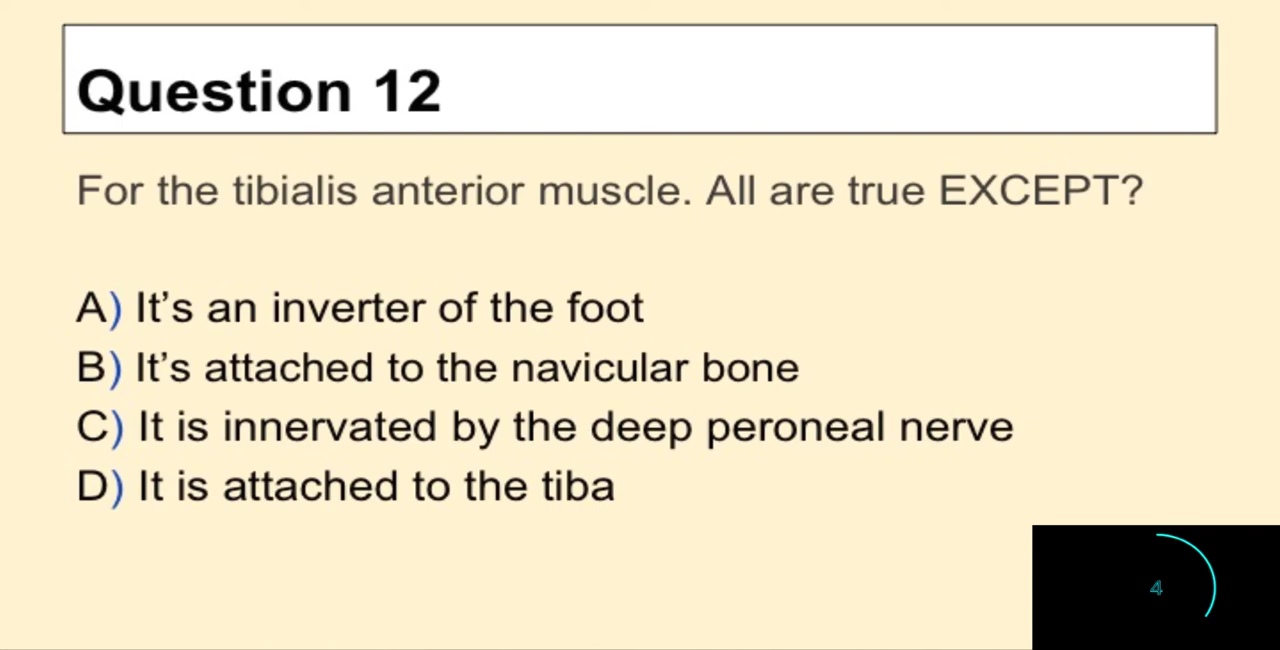 Question 12
For the tibialis anterior muscle. All are true EXCEPT?
A) It’s an inverter of the foot
B) It’s attached to the navicular bone
C) It is innervated by the deep peroneal nerve
D) It is attached to the tiba
4